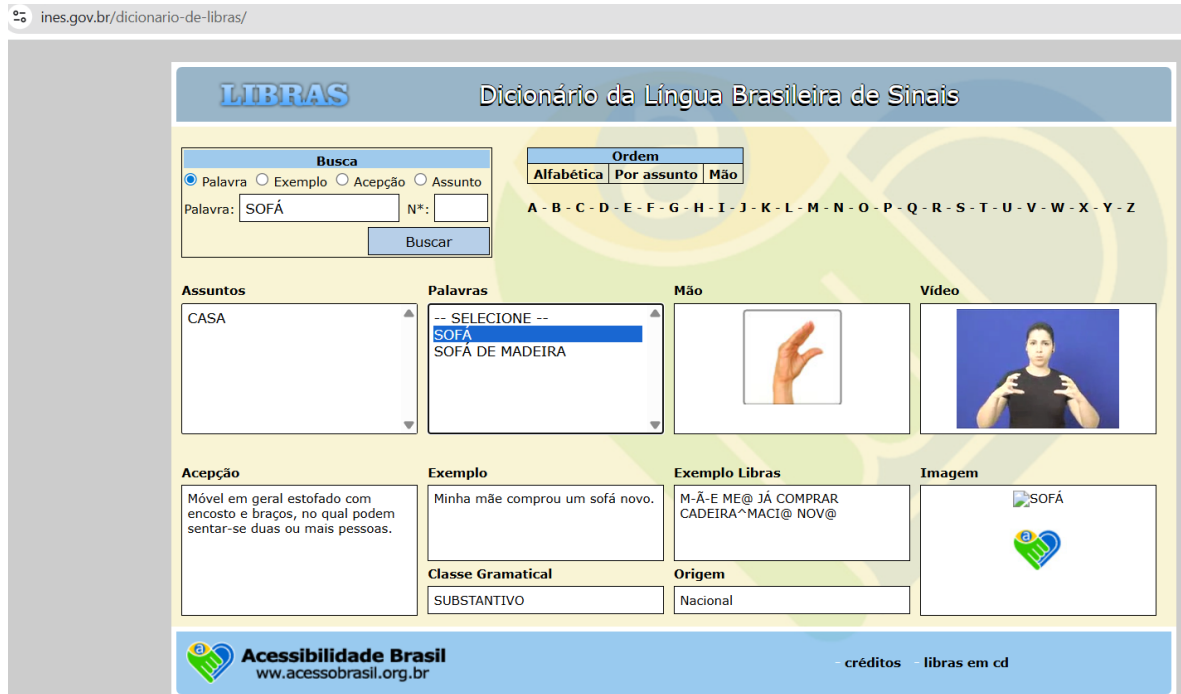 ines.gov.br/dicionario-de-libras/
LIBRAS
Dicionário da Língua Brasileira de Sinais
Busca
Palavra Exemplo Acepção Assunto
Palavra: SOFÁ N*:
Buscar
Ordem
Alfabética Por assunto Mão
A - B - C - D - E - F - G - H - I - J - K - L - M - N - O - P - Q - R - S - T - U - V - W - X - Y - Z
Assuntos
CASA
Palavras
-- SELECIONE --
SOFÁ
SOFÁ DE MADEIRA
Mão
Vídeo
Acepção
Móvel em geral estofado com
encosto e braços, no qual podem
sentar-se duas ou mais pessoas.
Exemplo
Minha mãe comprou um sofá novo.
Exemplo Libras
M-Ã-E ME@ JÁ COMPRAR
CADEIRA^MACI@ NOV@
Imagem
SOFÁ
a
Classe Gramatical
SUBSTANTIVO
Origem
Nacional
a
Acessibilidade Brasil
ww.acessobrasil.org.br
- créditos - libras em cd